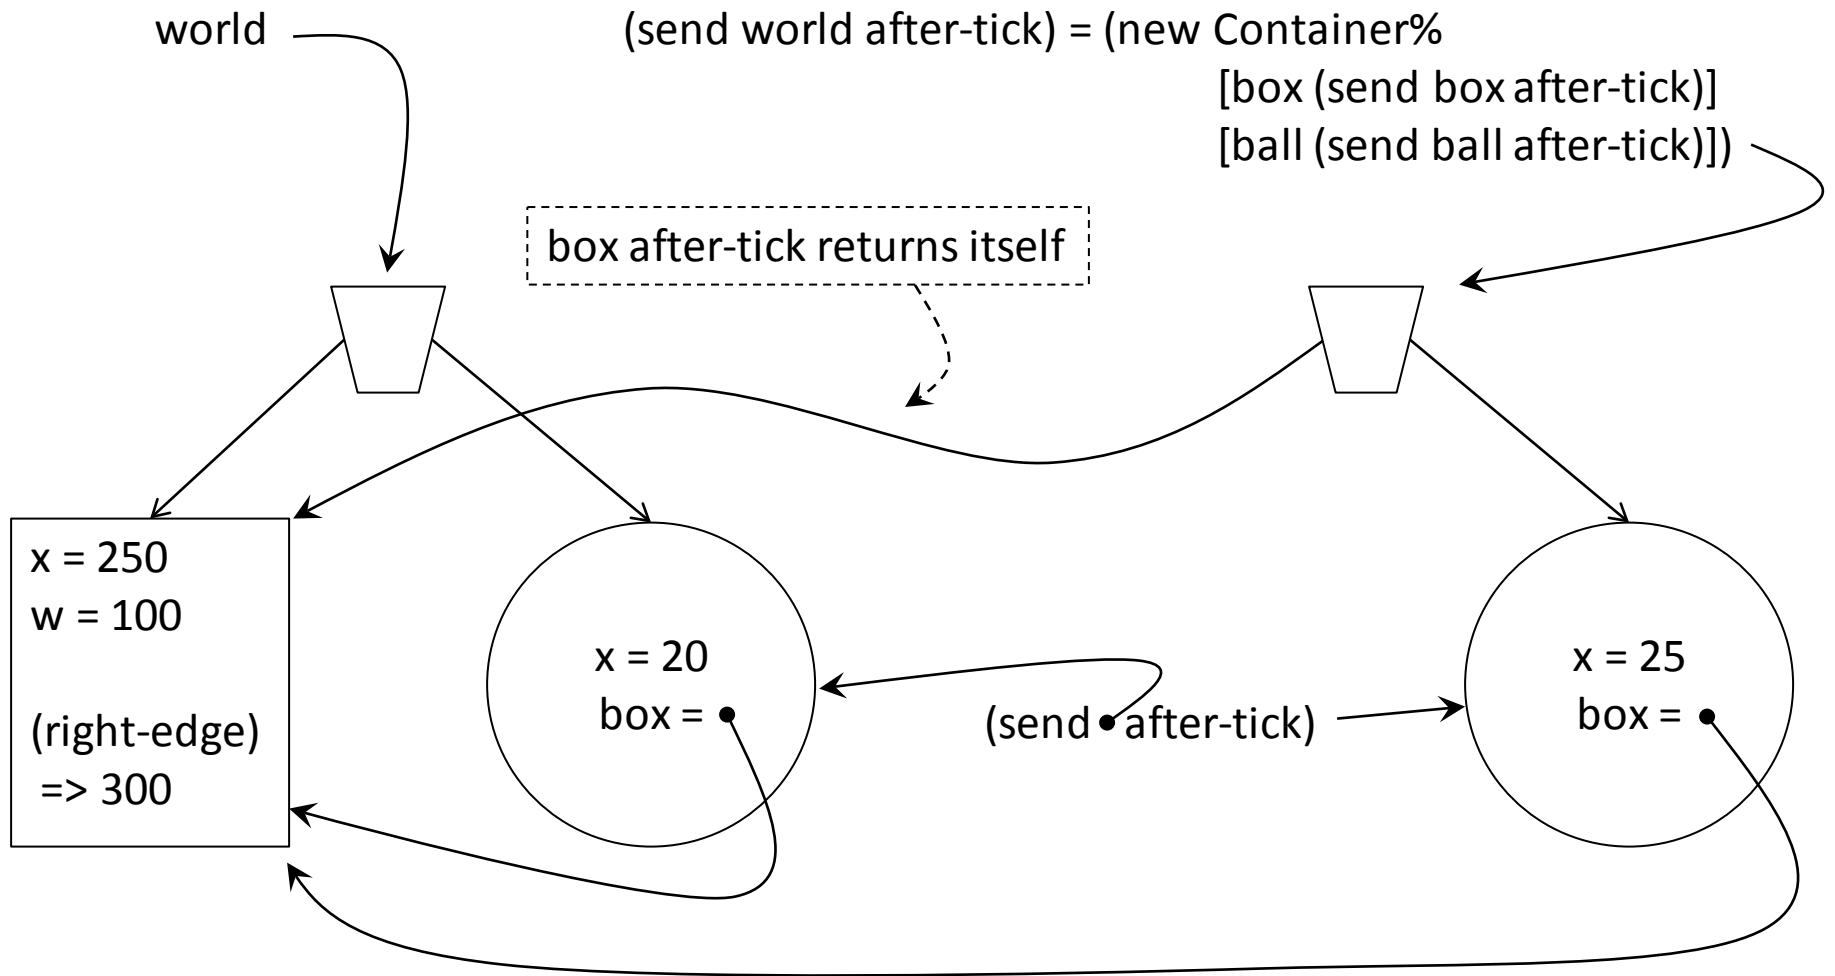 world
(send world after-tick) = (new Container%
[box (send box after-tick)]
[ball (send ball after-tick)])
box after-tick returns itself
x = 250
w = 100
(right-edge)
=> 300
x = 20
box =
(send after-tick)
x = 25
box =